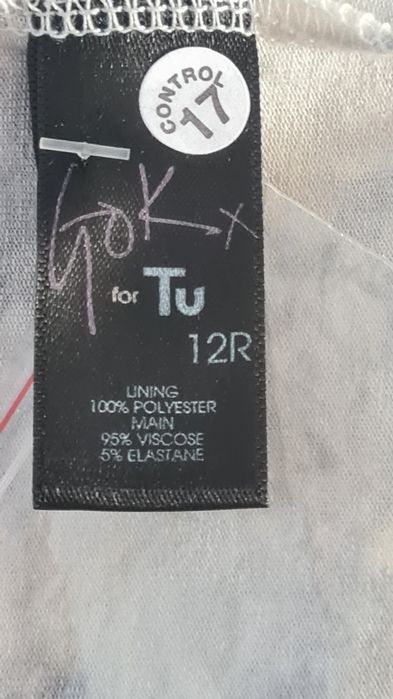 CONTROL
17
Gok x
for Tu
12R
LINING
100% POLYESTER
MAIN
95% VISCOSE
5% ELASTANE